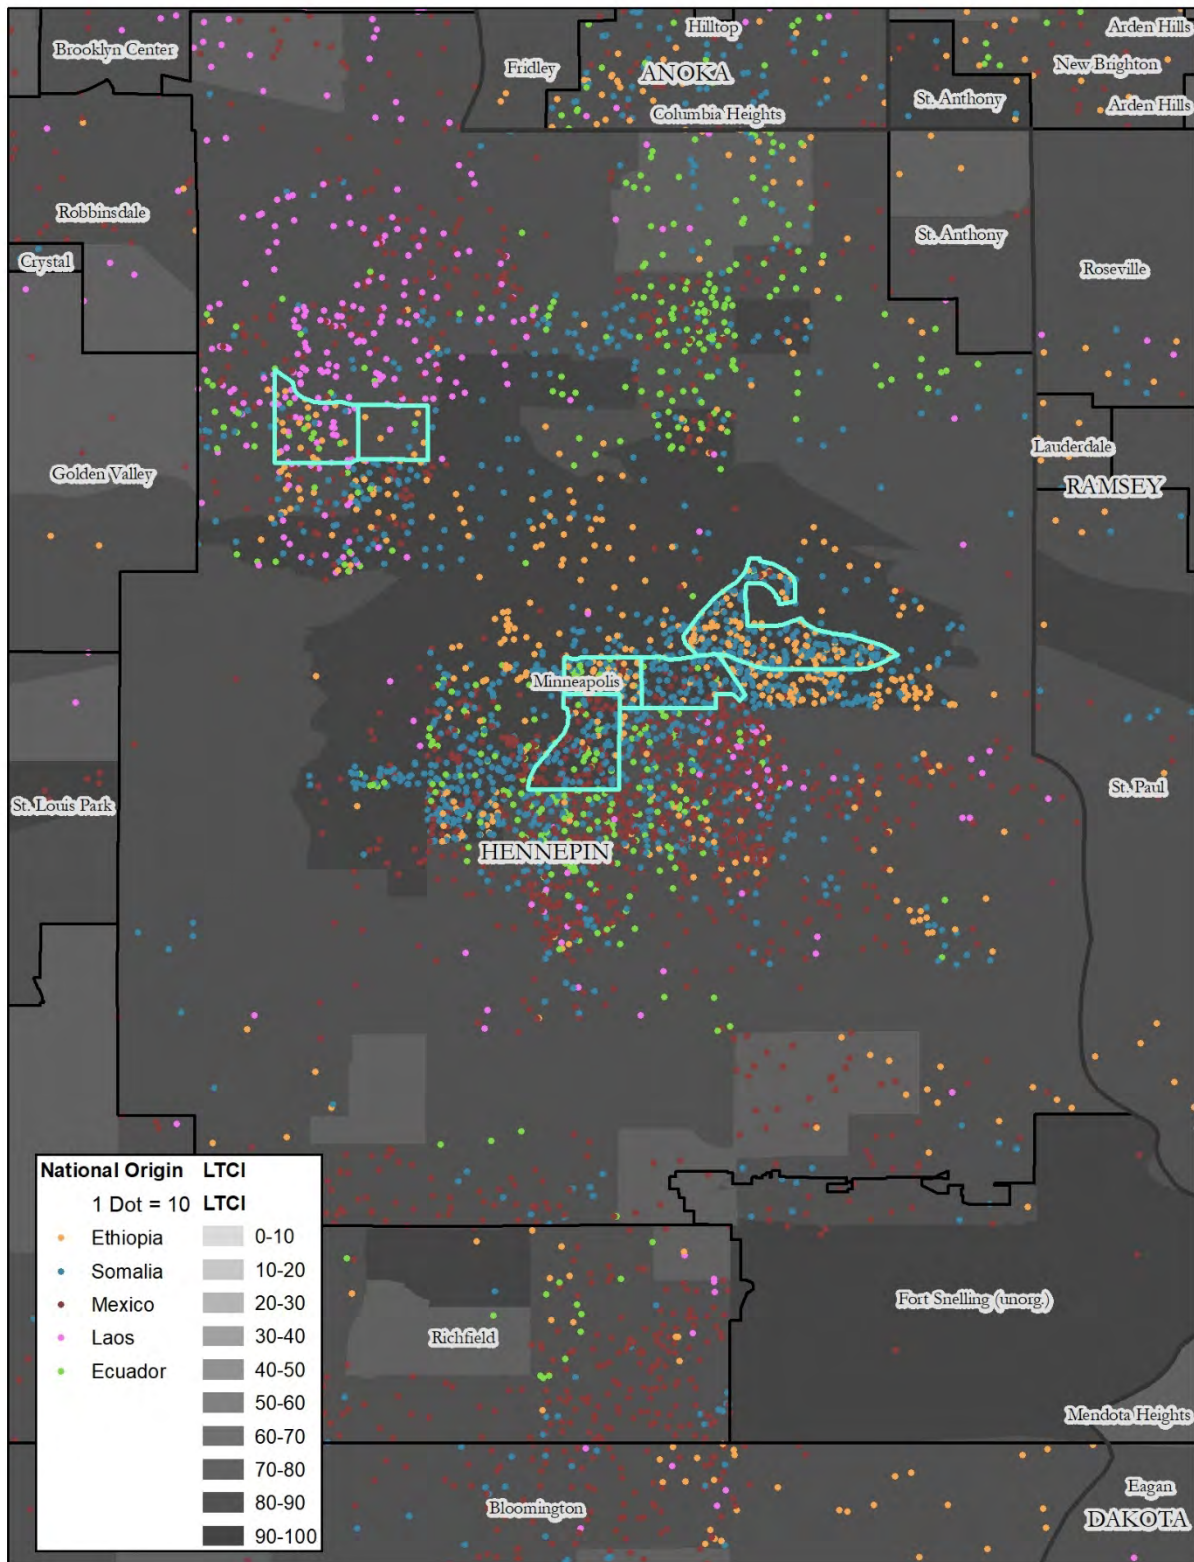 Hilltop
Arden Hills
Brooklyn Center
Fridley
ANOKA
New Brighton
St. Anthony
Arden Hills
Columbia Heights
Robbinsdale
St. Anthony
Crystal
Roseville
Lauderdale
Golden Valley
RAMSEY
Minneapolis
St. Louis Park
St. Paul
HENNEPIN
National Origin LTCI
1 Dot = 10 LTCI
Ethiopia 0-10
Somalia 10-20
Mexico 20-30
Laos 30-40
Ecuador 40-50
50-60
60-70
70-80
80-90
90-100
Fort Snelling (unorg.)
Richfield
Mendota Heights
Eagan
Bloomington
DAKOTA